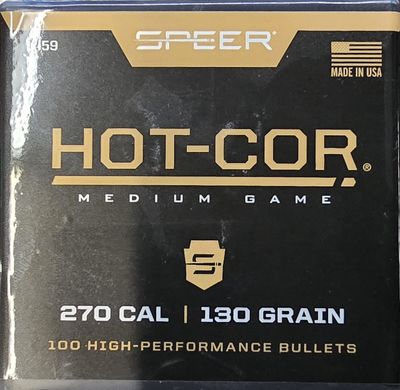 SPEER
MADE IN USA
HOT-COR®
MEDIUM GAME
270 CAL | 130 GRAIN
100 HIGH-PERFORMANCE BULLETS